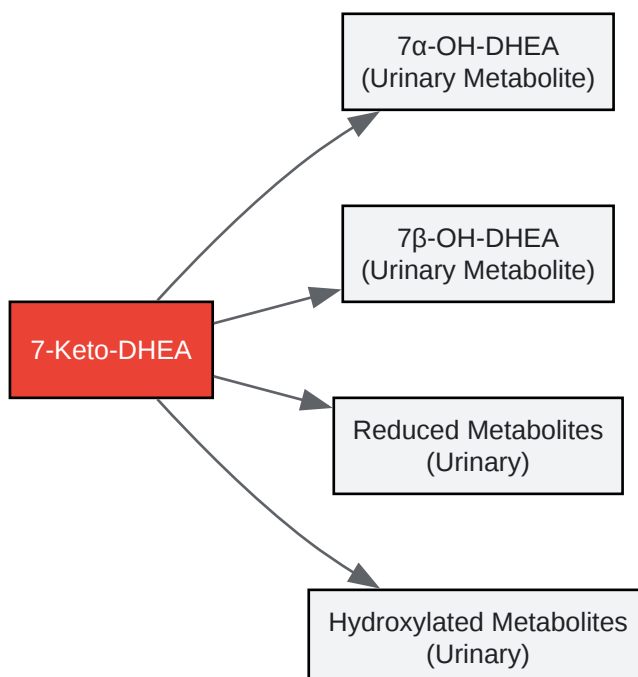 7α-OH-DHEA
(Urinary Metabolite)
7β-OH-DHEA
(Urinary Metabolite)
7-Keto-DHEA
Reduced Metabolites
(Urinary)
Hydroxylated Metabolites
(Urinary)